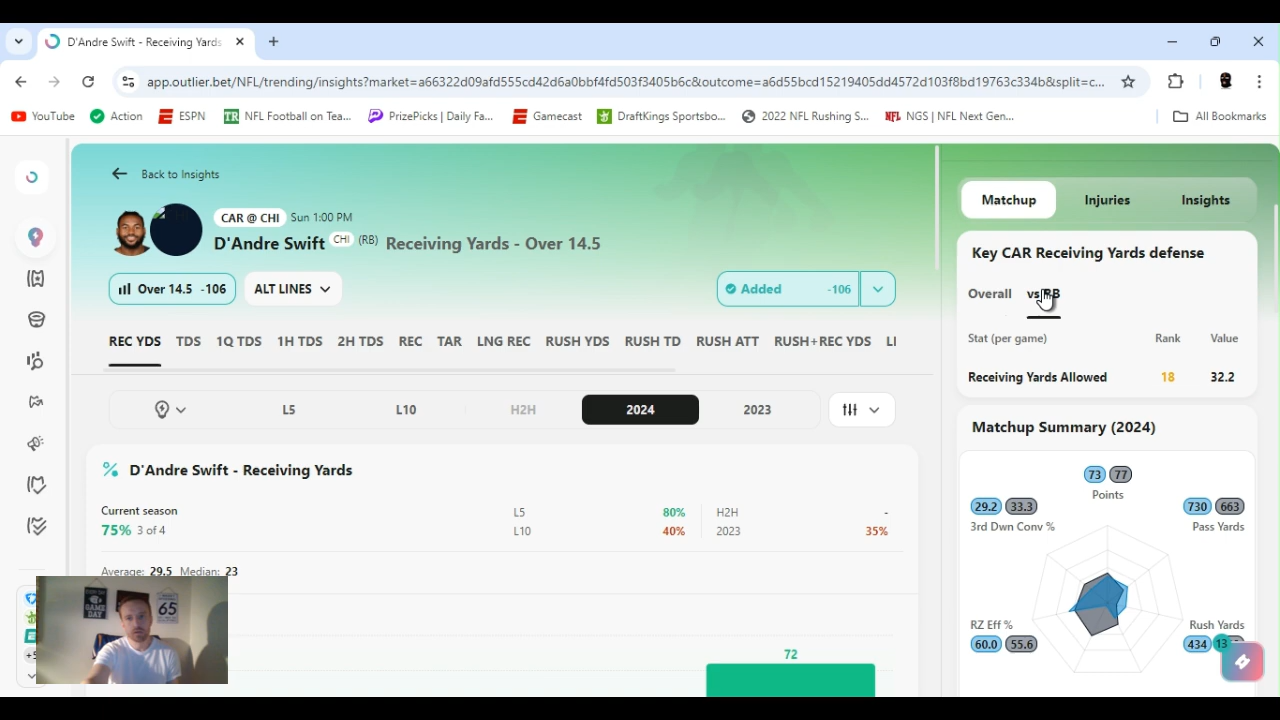 D'Andre Swift - Receiving Yards
app.outlier.bet/NFL/trending/insights?market=a66322d09afd555cd42d6a0bbf4fd503f3405b6c&outcome=a6d55bcd15219405dd4572d103f8bd19763c334b&split=c...
YouTube Action ESPN NFL Football on Tea... PrizePicks | Daily Fa... Gamecast DraftKings Sportsbo... 2022 NFL Rushing S... NGS | NFL Next Gen... All Bookmarks
Back to Insights
CAR @ CHI Sun 1:00 PM
D'Andre Swift CHI (RB) Receiving Yards - Over 14.5
Over 14.5 -106 ALT LINES Added -106
REC YDS TDS 1Q TDS 1H TDS 2H TDS REC TAR LNG REC RUSH YDS RUSH TD RUSH ATT RUSH+REC YDS
L5 L10 H2H 2024 2023
D'Andre Swift - Receiving Yards
Current season L5 80% H2H -
75% 3 of 4 L10 40% 2023 35%
Average: 29.5 Median: 23
72
Matchup Injuries Insights
Key CAR Receiving Yards defense
Overall vs RB
Stat (per game) Rank Value
Receiving Yards Allowed 18 32.2
Matchup Summary (2024)
73 77
Points
29.2 33.3 730 663
3rd Dwn Conv % Pass Yards
RZ Eff % Rush Yards
60.0 55.6 434
GAME DAY
65